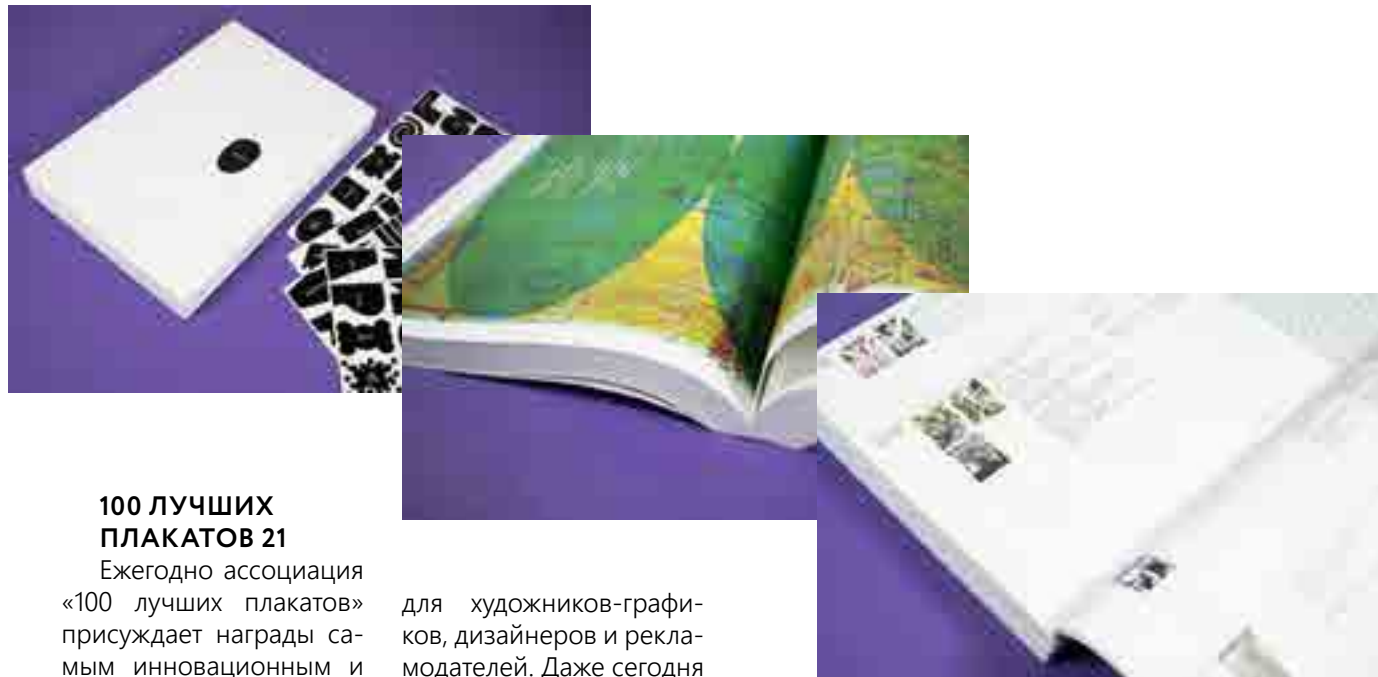 100 ЛУЧШИХ
ПЛАКАТОВ 21
Ежегодно ассоциация
«100 лучших плакатов»
присуждает награды са-
мым инновационным и
для художников-графи-
ков, дизайнеров и рекла-
модателей. Даже сегодня